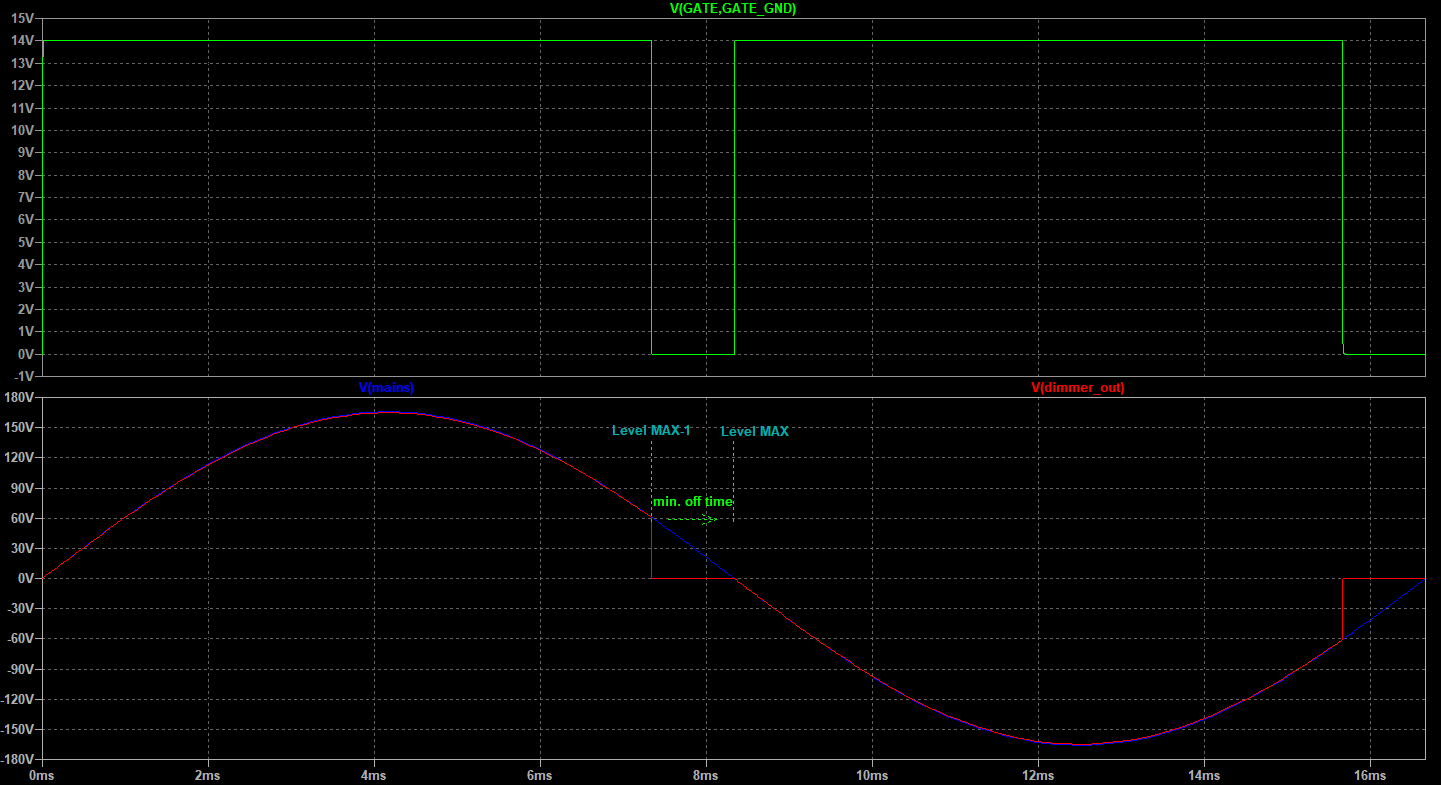 V(GATE,GATE_GND)
15V
14V
13V
12V
11V
10V
9V
8V
7V
6V
5V
4V
3V
2V
1V
0V
-1V
V(mains)
V(dimmer_out)
180V
150V
120V
90V
60V
30V
0V
-30V
-60V
-90V
-120V
-150V
-180V
Level MAX-1
Level MAX
min. off time
0ms
2ms
4ms
6ms
8ms
10ms
12ms
14ms
16ms